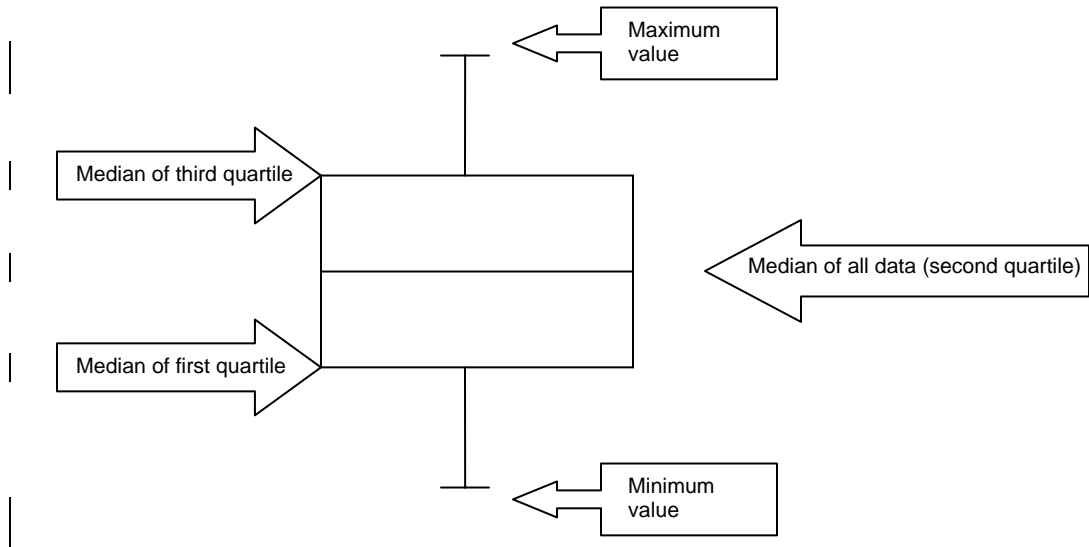 Maximum
value
Median of third quartile
Median of all data (second quartile)
Median of first quartile
Minimum
value